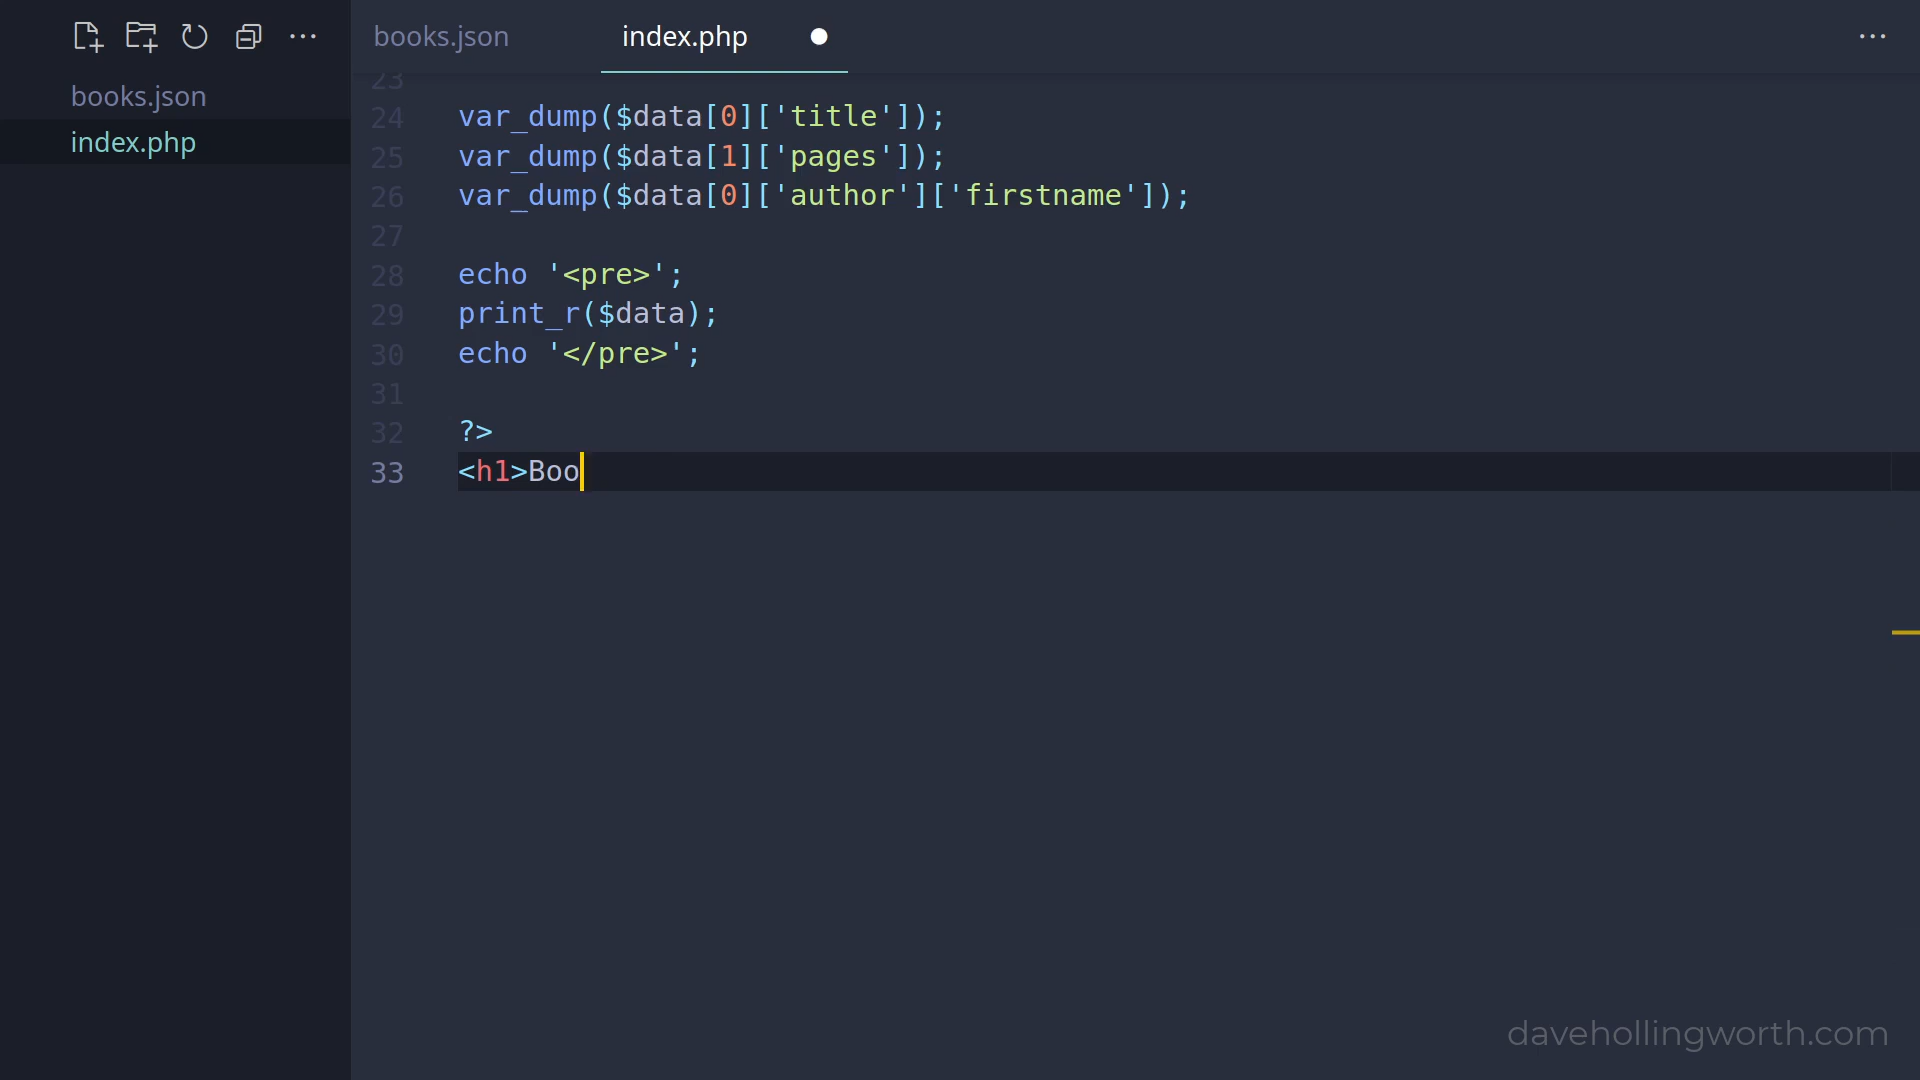 books.json
index.php
books.json
index.php
23
24 var_dump($data[0]['title']);
25 var_dump($data[1]['pages']);
26 var_dump($data[0]['author']['firstname']);
27
28 echo '<pre>';
29 print_r($data);
30 echo '</pre>';
31
32 ?>
33 <h1>Boo
davehollingworth.com